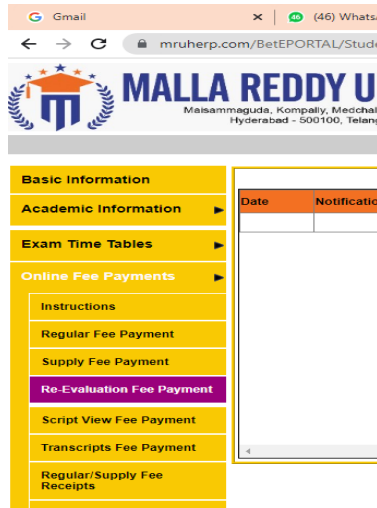 Gmail
(46) Whats
mruherp.com/BetEPORTAL/Stude
MALLA REDDY U
Maisammaguda, Kompally, Medchal
Hyderabad - 500100, Telang
Basic Information
Academic Information
Exam Time Tables
Online Fee Payments
Instructions
Regular Fee Payment
Supply Fee Payment
Re-Evaluation Fee Payment
Script View Fee Payment
Transcripts Fee Payment
Regular/Supply Fee
Receipts
Date
Notificatio